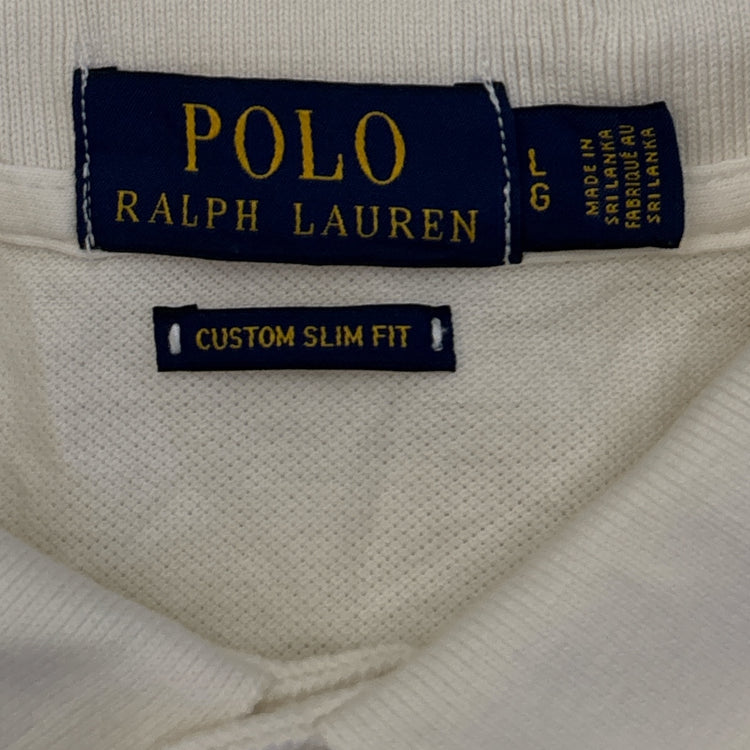 POLO
RALPH LAUREN
L
G
MADE IN
SRI LANKA
FABRIQUÉ AU
SRI LANKA
CUSTOM SLIM FIT